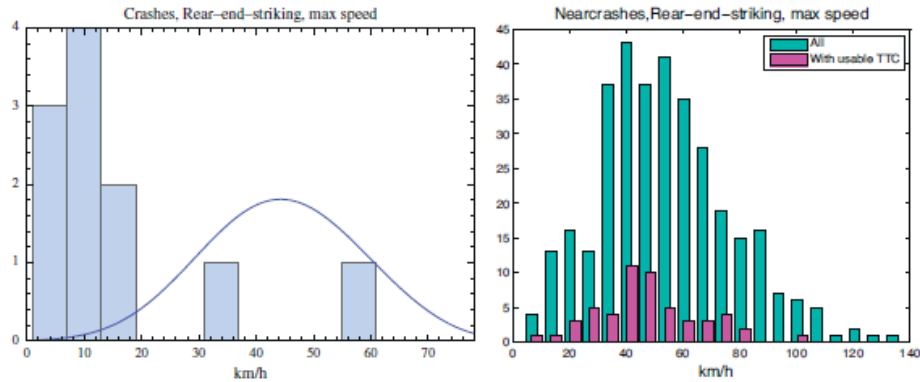 Crashes, Rear-end-striking, max speed
4
3
2
1
0
0 10 20 30 40 50 60 70
km/h
Nearcrashes,Rear-end-striking, max speed
All
With usable TTC
45
40
35
30
25
20
15
10
5
0
0 20 40 60 80 100 120 140
km/h